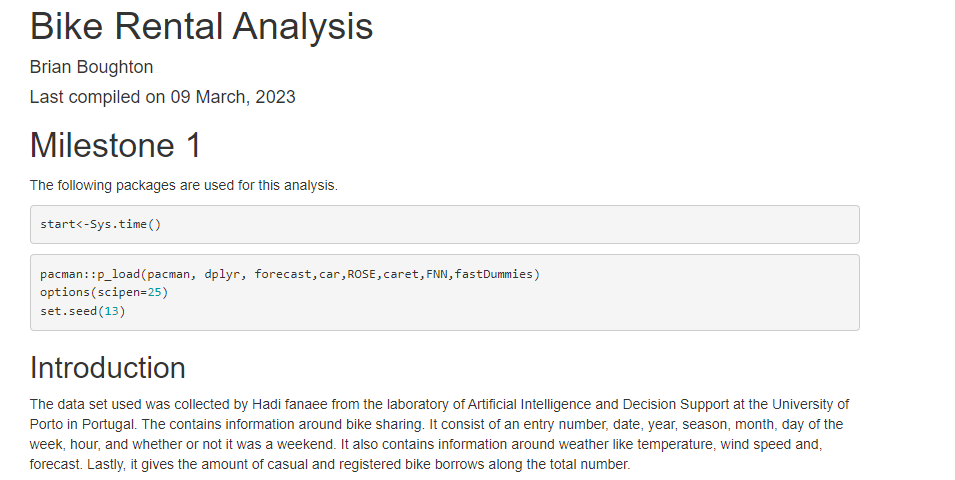 Bike Rental Analysis
Brian Boughton
Last compiled on 09 March, 2023
Milestone 1
The following packages are used for this analysis.
start<-Sys.time()
pacman::p_load(pacman, dplyr, forecast,car,ROSE,caret,FNN,fastDummies)
options(scipen=25)
set.seed(13)
Introduction
The data set used was collected by Hadi fanaee from the laboratory of Artificial Intelligence and Decision Support at the University of
Porto in Portugal. The contains information around bike sharing. It consist of an entry number, date, year, season, month, day of the
week, hour, and whether or not it was a weekend. It also contains information around weather like temperature, wind speed and,
forecast. Lastly, it gives the amount of casual and registered bike borrows along the total number.